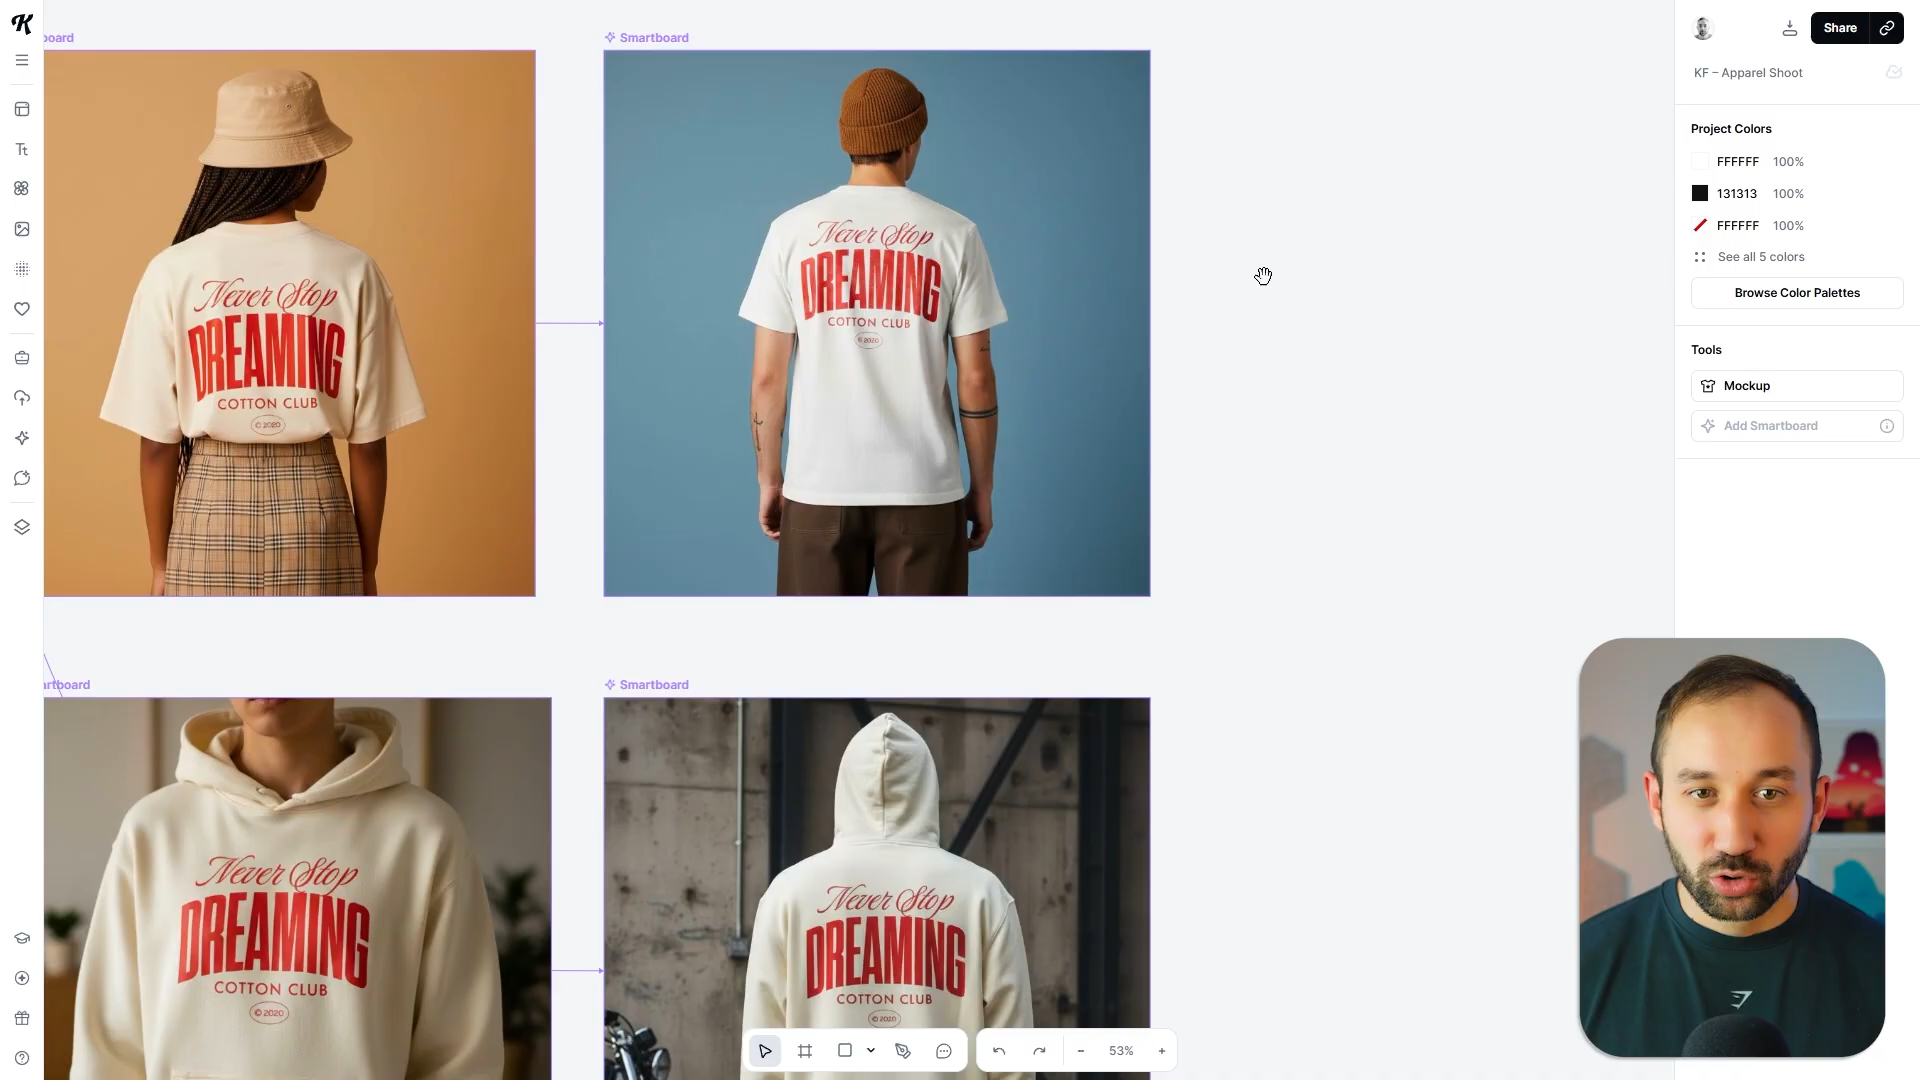 board
Smartboard
Never Stop
DREAMING
COTTON CLUB
© 2020
Never Stop
DREAMING
COTTON CLUB
© 2020
artboard
Smartboard
Never Stop
DREAMING
COTTON CLUB
© 2020
Never Stop
DREAMING
COTTON CLUB
© 2020
53%
Share
KF – Apparel Shoot
Project Colors
FFFFFF 100%
131313 100%
FFFFFF 100%
See all 5 colors
Browse Color Palettes
Tools
Mockup
Add Smartboard